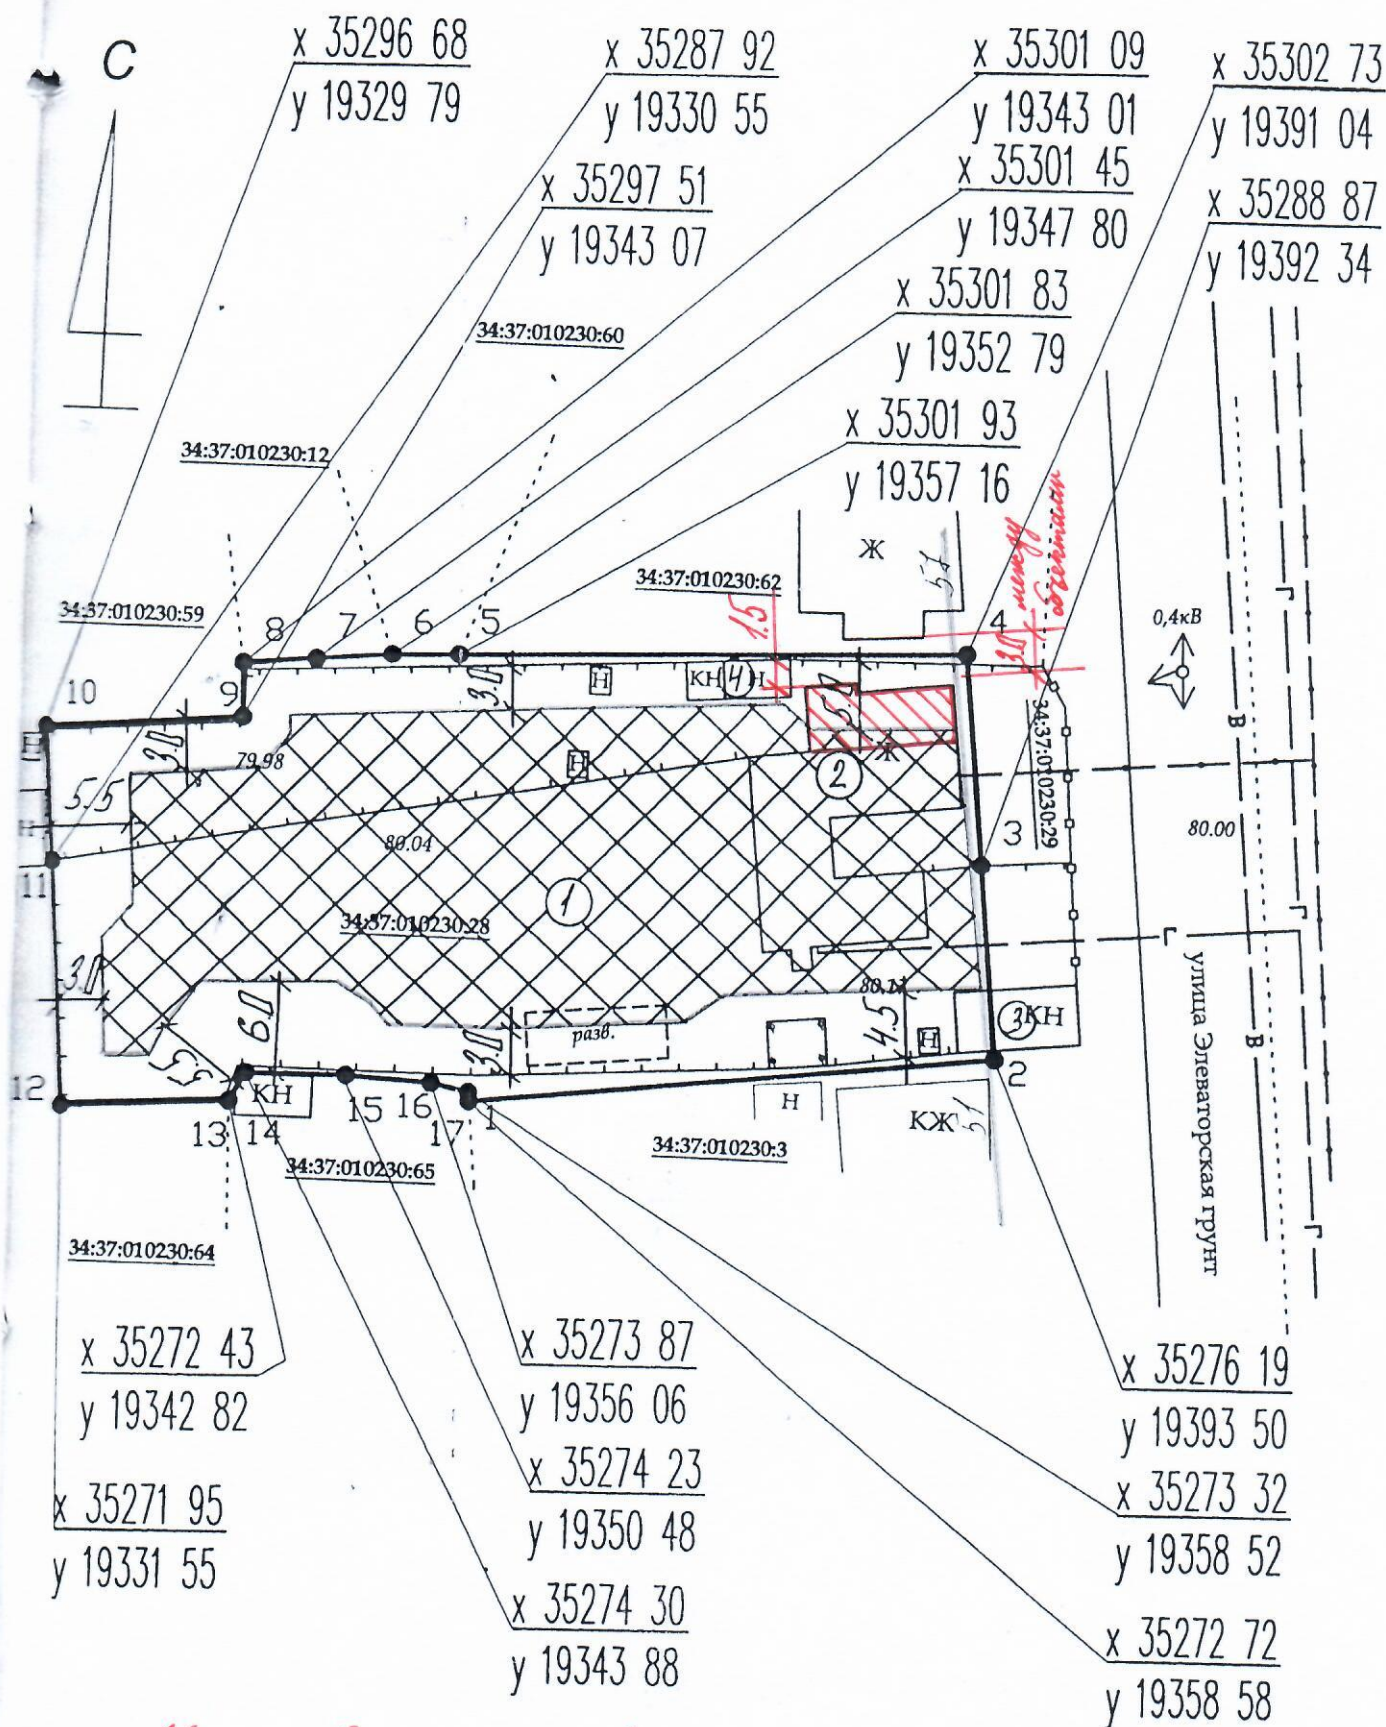 С
x 35296 68
y 19329 79
x 35287 92
y 19330 55
x 35297 51
y 19343 07
x 35301 09
y 19343 01
x 35301 45
y 19347 80
x 35301 83
y 19352 79
x 35301 93
y 19357 16
x 35302 73
y 19391 04
x 35288 87
y 19392 34
34:37:010230:60
34:37:010230:12
34:37:010230:59
34:37:010230:62
Ж
между
объектами
3.0
1.5
0,4кВ
8
7
6
5
4
10
9
3.0
Н
КН
4
Н
5.0
3.0
79.98
Н
Ж
2
34:37:010230:29
Н
5.5
Н
80.04
3
80.00
В
11
1
34:37:010230:28
Г
Г
Г
3.0
6.0
80.17
3.0
разв.
4.5
Н
3
КН
улица Элеваторская грунт
В
5.5
12
КН
13
14
15
16
17
1
Н
КЖ
2
34:37:010230:65
34:37:010230:3
34:37:010230:64
Г
x 35272 43
y 19342 82
x 35271 95
y 19331 55
x 35273 87
y 19356 06
x 35274 23
y 19350 48
x 35274 30
y 19343 88
x 35276 19
y 19393 50
x 35273 32
y 19358 52
x 35272 72
y 19358 58